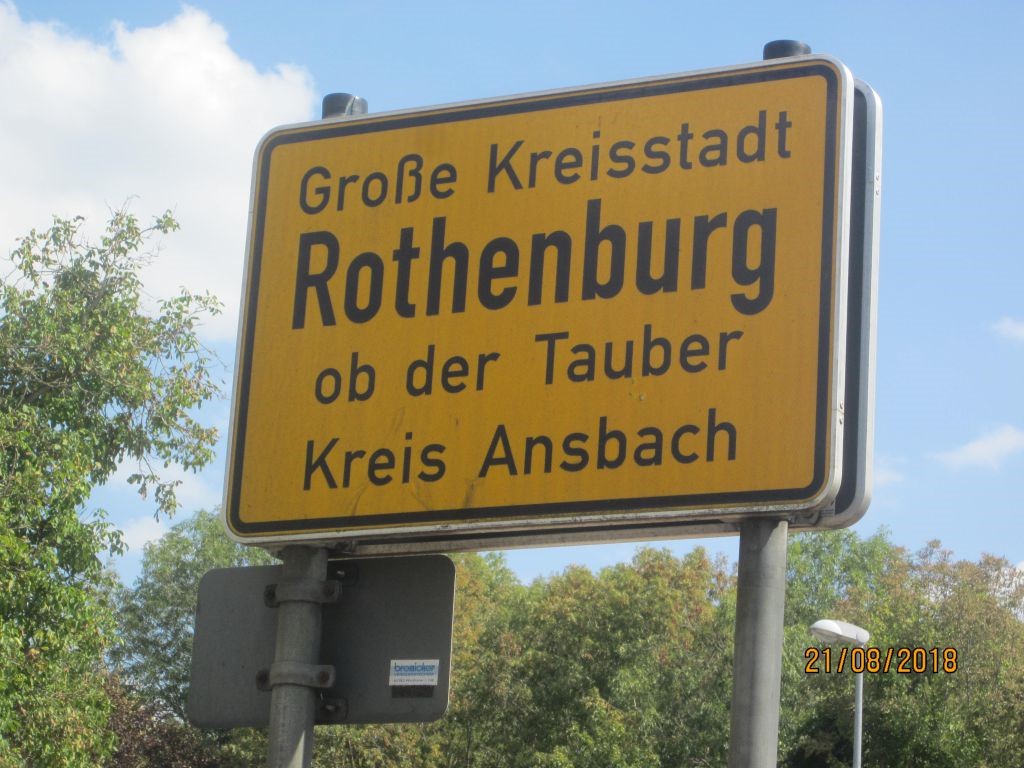 Große Kreisstadt
Rothenburg
ob der Tauber
Kreis Ansbach
21/08/2018